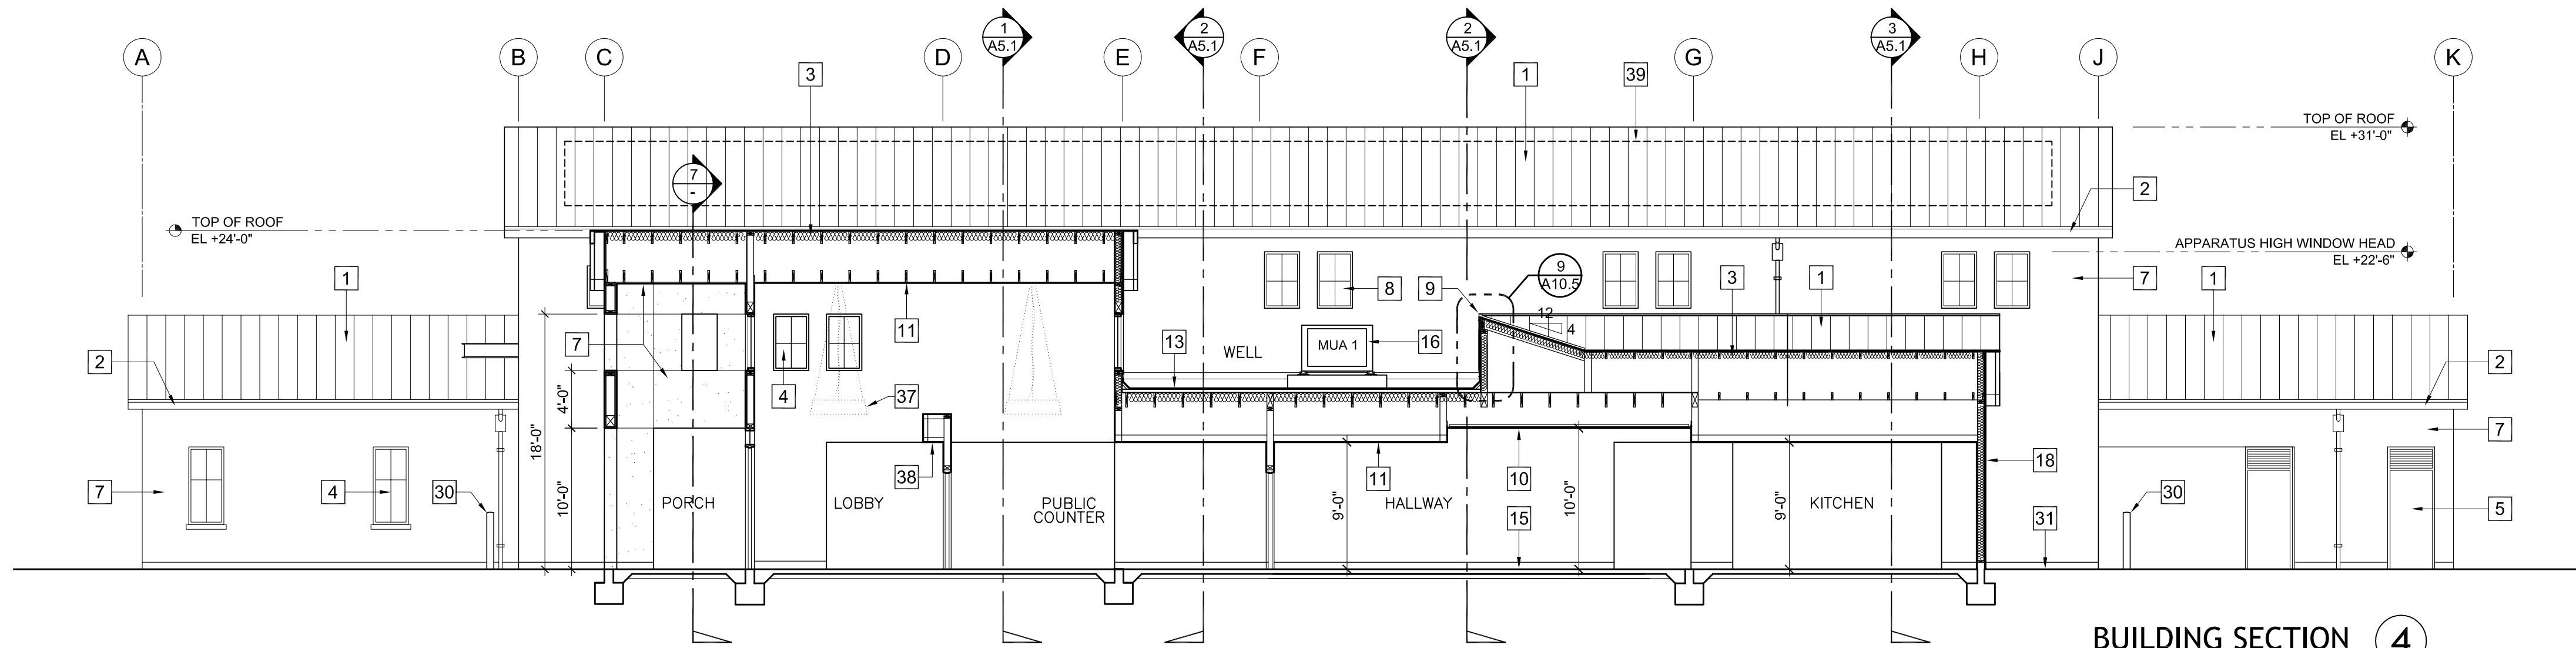 1
A5.1
2
A5.1
2
A5.1
3
A5.1
A
B
C
D
E
F
G
H
J
K
3
1
39
TOP OF ROOF
EL +31'-0"
7
-
2
TOP OF ROOF
EL +24'-0"
APPARATUS HIGH WINDOW HEAD
EL +22'-6"
1
9
A10.5
3
1
7
1
8
9
11
12
4
7
13
WELL
MUA 1
16
2
2
4
37
4'-0"
18'-0"
7
38
11
10
18
7
4
30
10'-0"
PORCH
LOBBY
PUBLIC
COUNTER
9'-0"
HALLWAY
10'-0"
9'-0"
KITCHEN
30
5
15
31
BUILDING SECTION
4